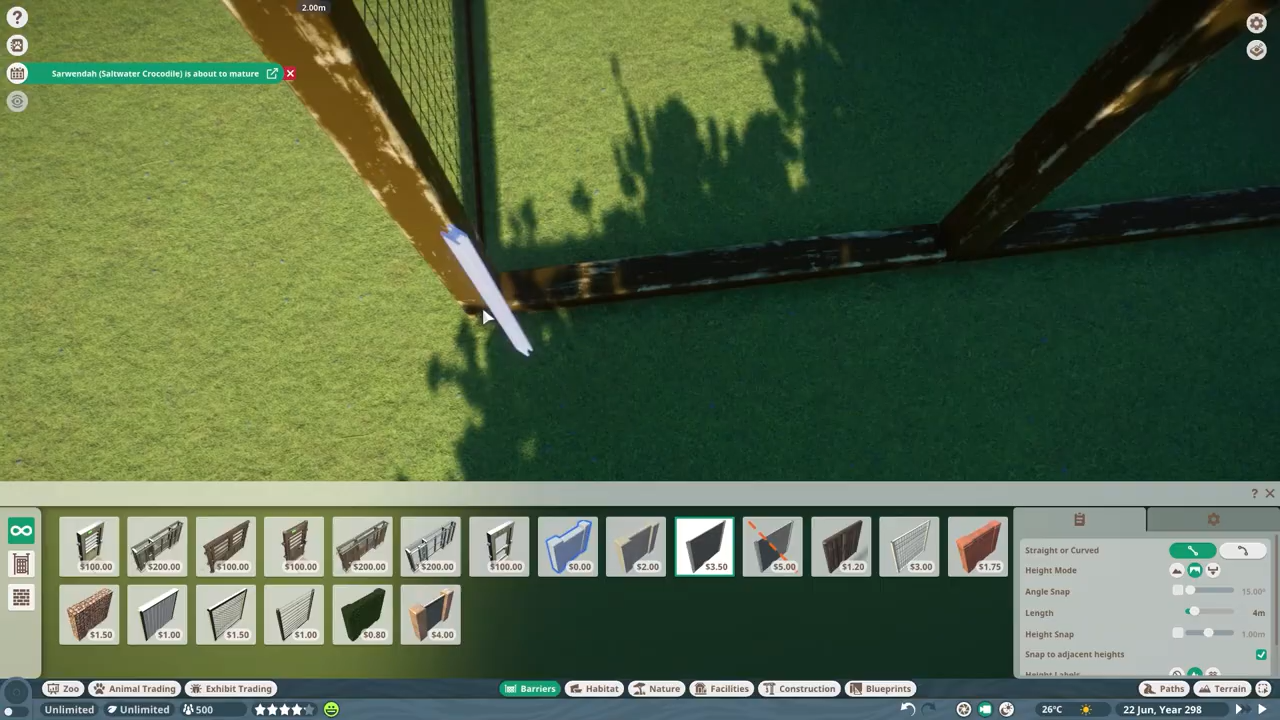 2.00m
?
Sarwendah (Saltwater Crocodile) is about to mature
?
$100.00 $200.00 $100.00 $100.00 $200.00 $200.00 $100.00 $0.00 $2.00 $3.50 $5.00 $1.20 $3.00 $1.75
$1.50 $1.00 $1.50 $1.00 $0.80 $4.00
Straight or Curved
Height Mode
Angle Snap 15.00°
Length 4m
Height Snap 1.00m
Snap to adjacent heights
Height Labels
Zoo Animal Trading Exhibit Trading Barriers Habitat Nature Facilities Construction Blueprints Paths Terrain
Unlimited Unlimited 500 26°C 22 Jun, Year 298